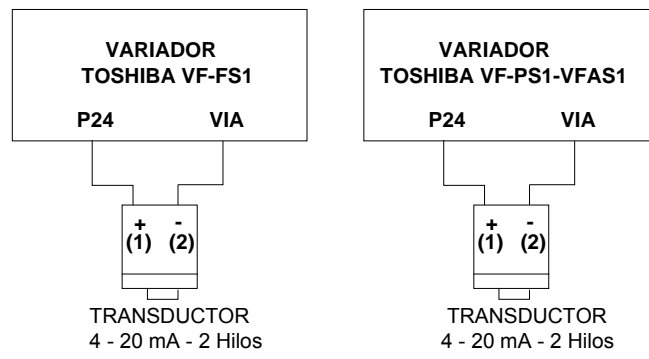 VARIADOR
TOSHIBA VF-FS1
P24 VIA
+ -
(1) (2)
TRANSDUCTOR
4 - 20 mA - 2 Hilos
VARIADOR
TOSHIBA VF-PS1-VFAS1
P24 VIA
+ -
(1) (2)
TRANSDUCTOR
4 - 20 mA - 2 Hilos